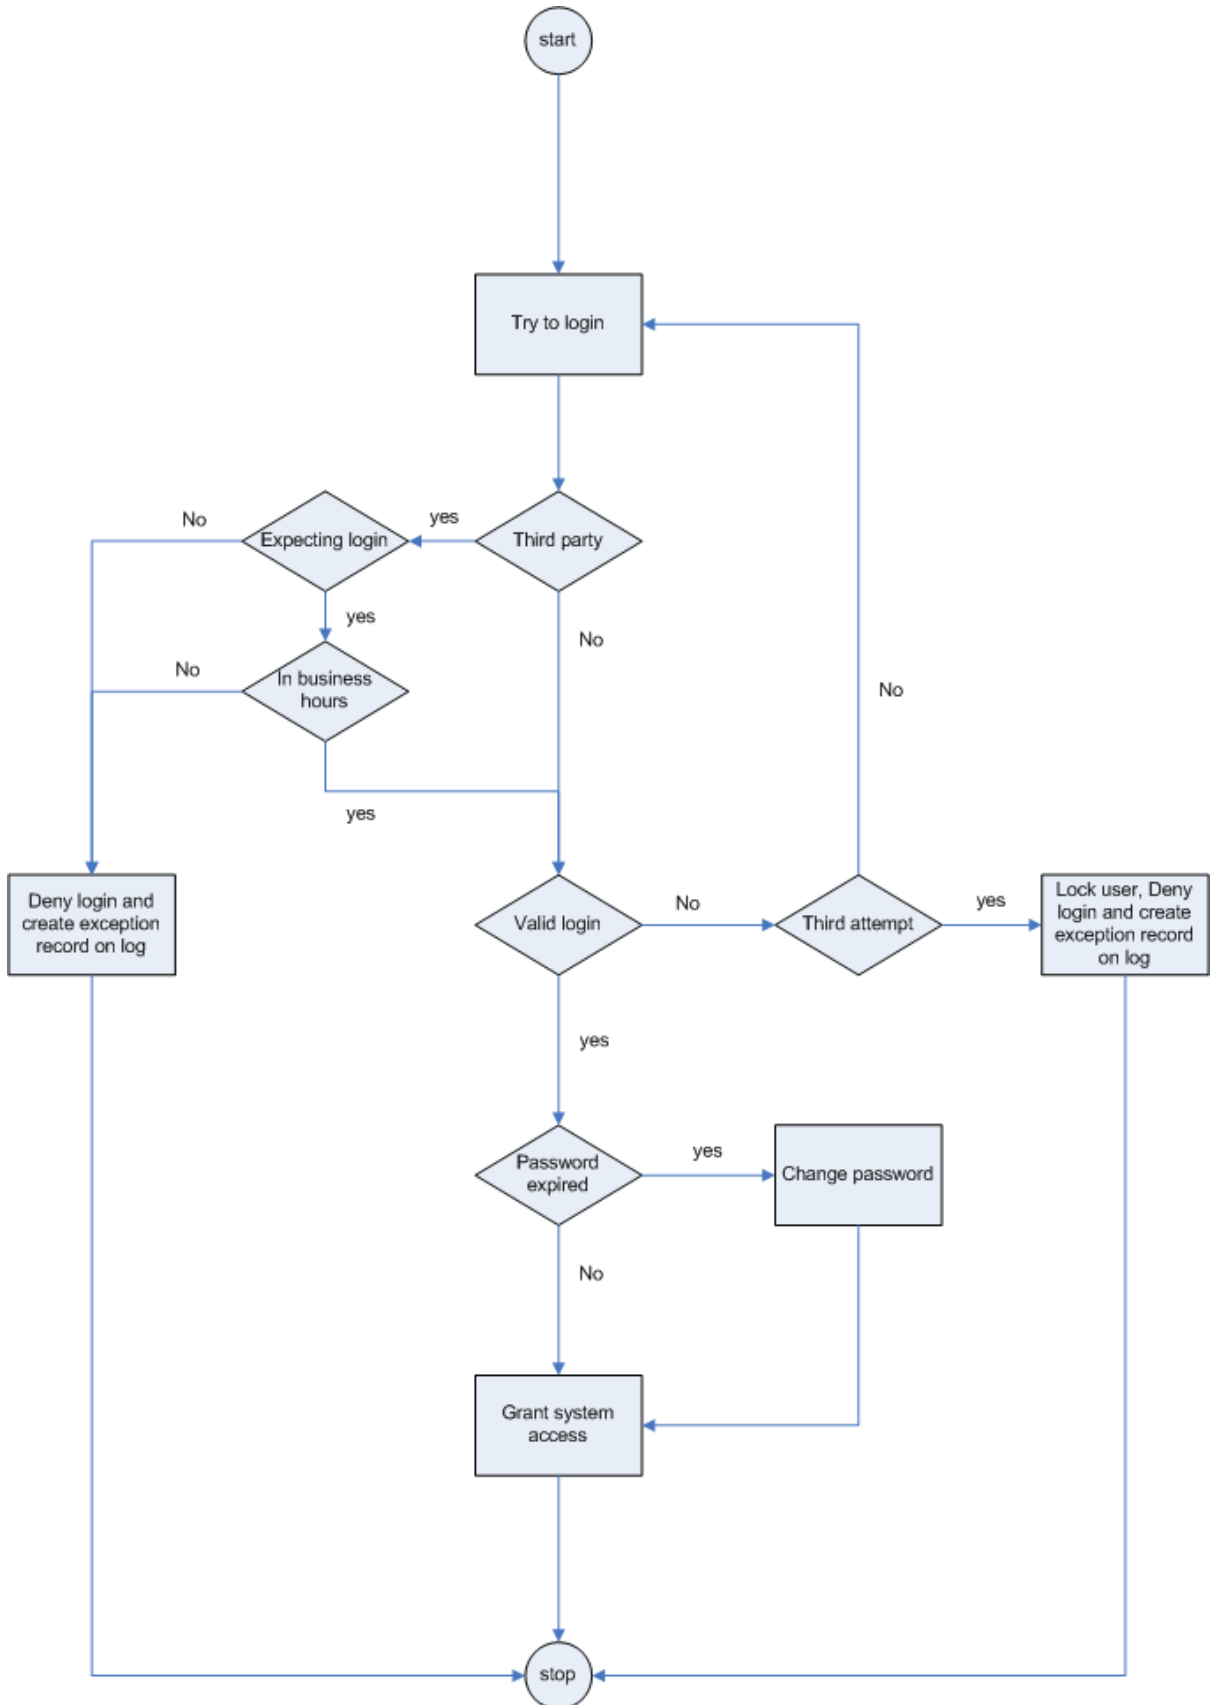 start
Try to login
No
yes
Expecting login
Third party
yes
No
No
In business
hours
No
yes
Deny login and
create exception
record on log
Valid login
No
Third attempt
yes
Lock user, Deny
login and create
exception record
on log
yes
Password
expired
yes
Change password
No
Grant system
access
stop